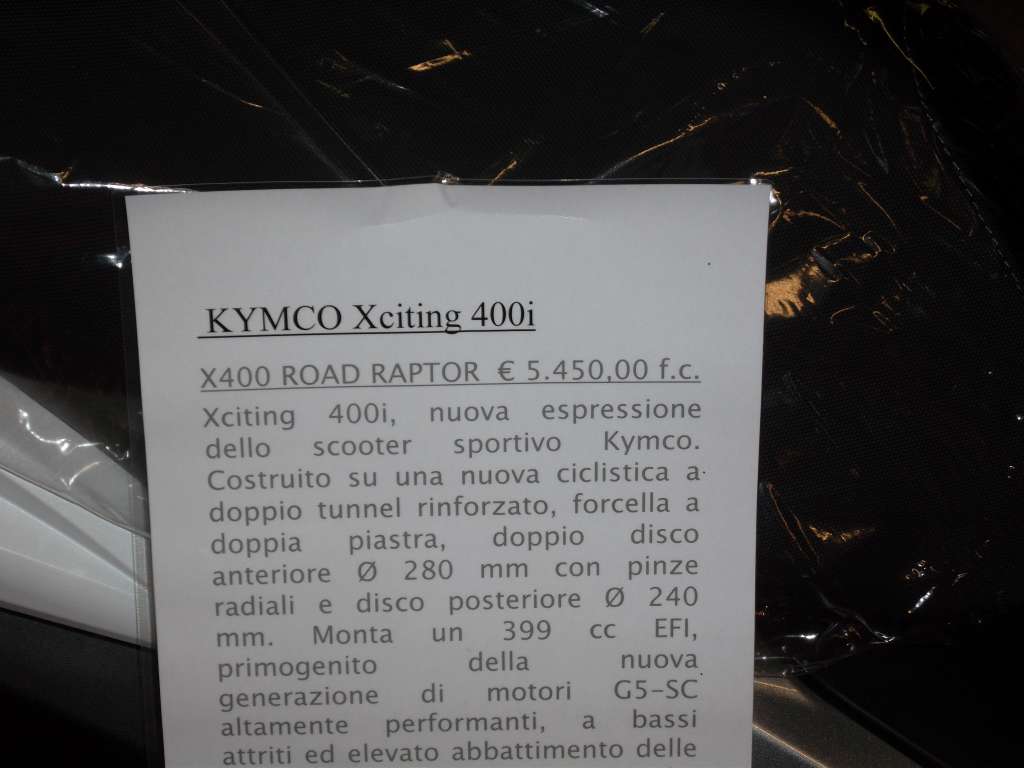 KYMCO Xciting 400i
X400 ROAD RAPTOR € 5.450,00 f.c.
Xciting 400i, nuova espressione
dello scooter sportivo Kymco.
Costruito su una nuova ciclistica a
doppio tunnel rinforzato, forcella a
doppia piastra, doppio disco
anteriore Ø 280 mm con pinze
radiali e disco posteriore Ø 240
mm. Monta un 399 cc EFI,
primogenito della nuova
generazione di motori G5-SC
altamente performanti, a bassi
attriti ed elevato abbattimento delle